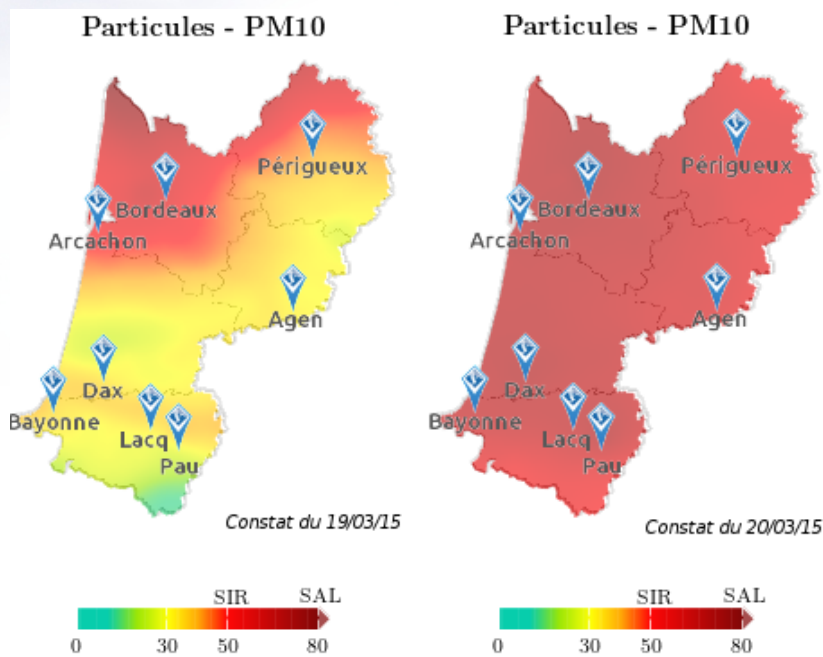 Particules - PM10
Périgueux
Bordeaux
Arcachon
Agen
Dax
Bayonne
Lacq
Pau
Constat du 19/03/15
SIR SAL
0 30 50 80
Particules - PM10
Périgueux
Bordeaux
Arcachon
Agen
Dax
Bayonne
Lacq
Pau
Constat du 20/03/15
SIR SAL
0 30 50 80